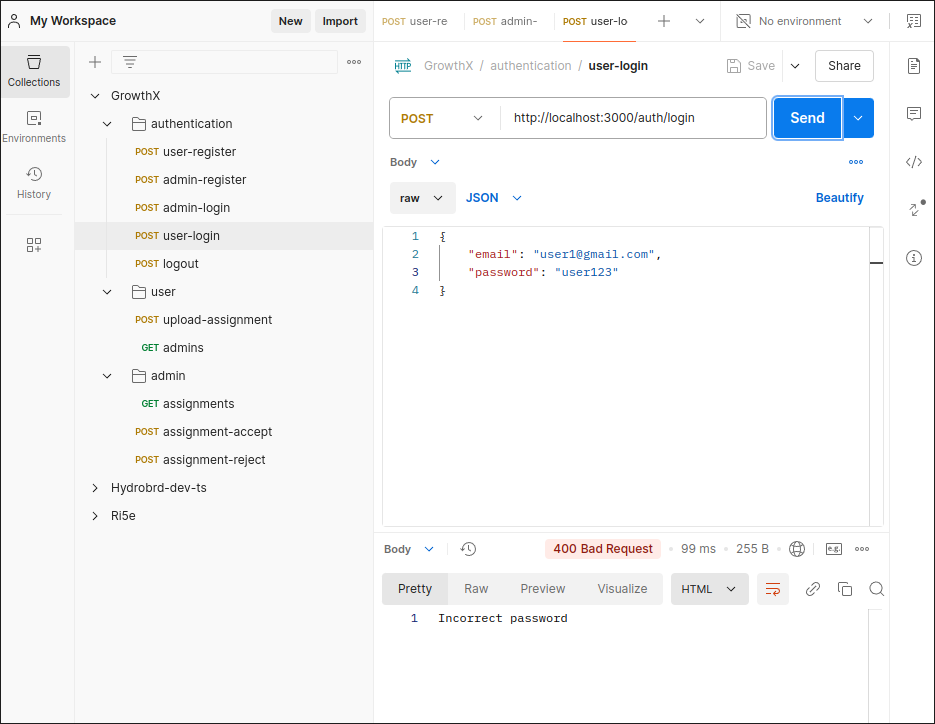 My Workspace
New
Import
POST user-re
POST admin-
POST user-lo
No environment
Collections
Environments
History
GrowthX
authentication
POST user-register
POST admin-register
POST admin-login
POST user-login
POST logout
user
POST upload-assignment
GET admins
admin
GET assignments
POST assignment-accept
POST assignment-reject
Hydrobrd-dev-ts
Ri5e
HTTP GrowthX / authentication / user-login
Save
Share
POST
http://localhost:3000/auth/login
Send
Body
raw
JSON
Beautify
1 {
2 "email": "user1@gmail.com",
3 "password": "user123"
4 }
Body
400 Bad Request • 99 ms • 255 B
e.g.
Pretty
Raw
Preview
Visualize
HTML
1 Incorrect password